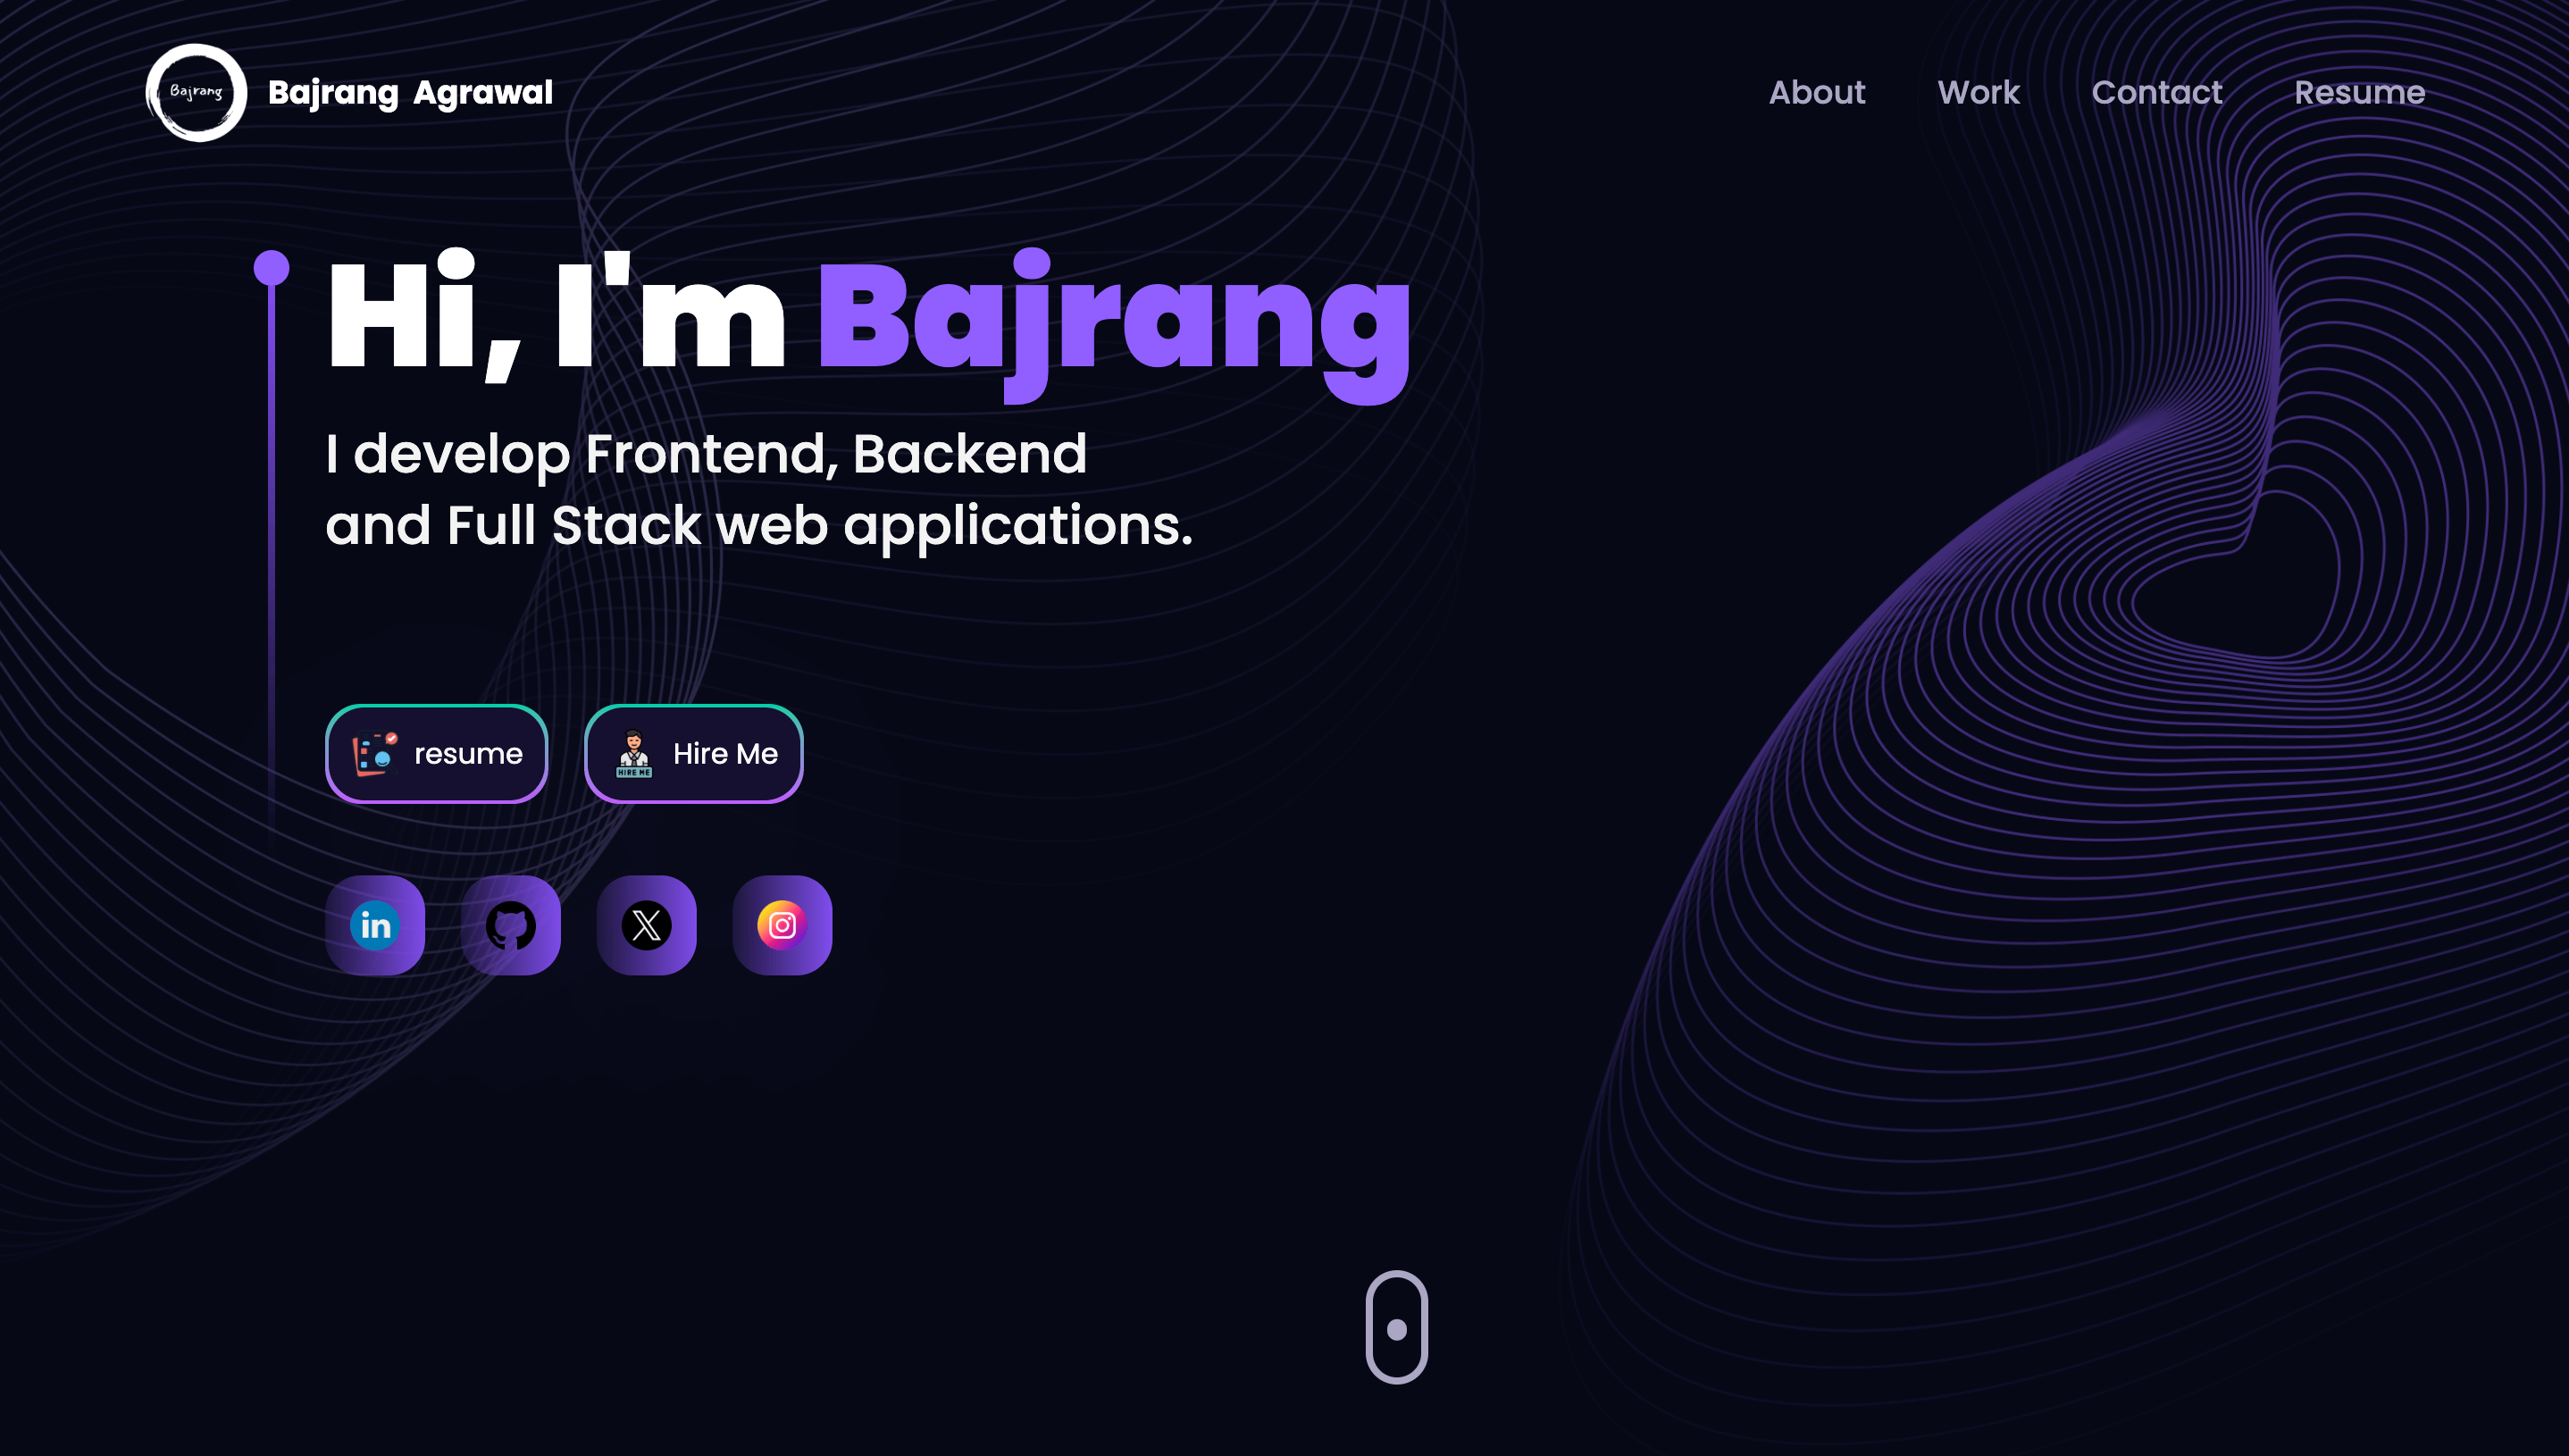 Bajrang
Bajrang Agrawal
About
Work
Contact
Resume
Hi, I'm Bajrang
I develop Frontend, Backend
and Full Stack web applications.
resume
HIRE ME
Hire Me
in
X